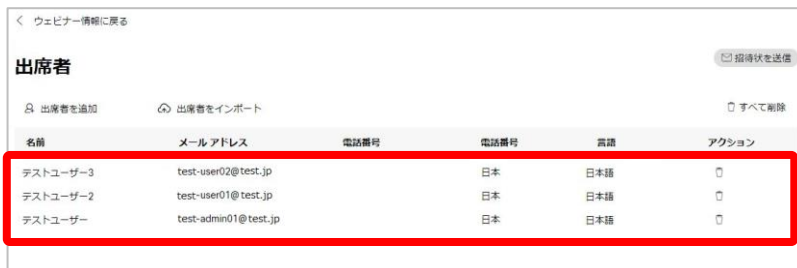 < ウェビナー情報に戻る
出席者
招待状を送信
出席者を追加 出席者をインポート すべて削除
名前 メール アドレス 電話番号 電話番号 言語 アクション
テストユーザー3 test-user02@test.jp 日本 日本語
テストユーザー2 test-user01@test.jp 日本 日本語
テストユーザー test-admin01@test.jp 日本 日本語